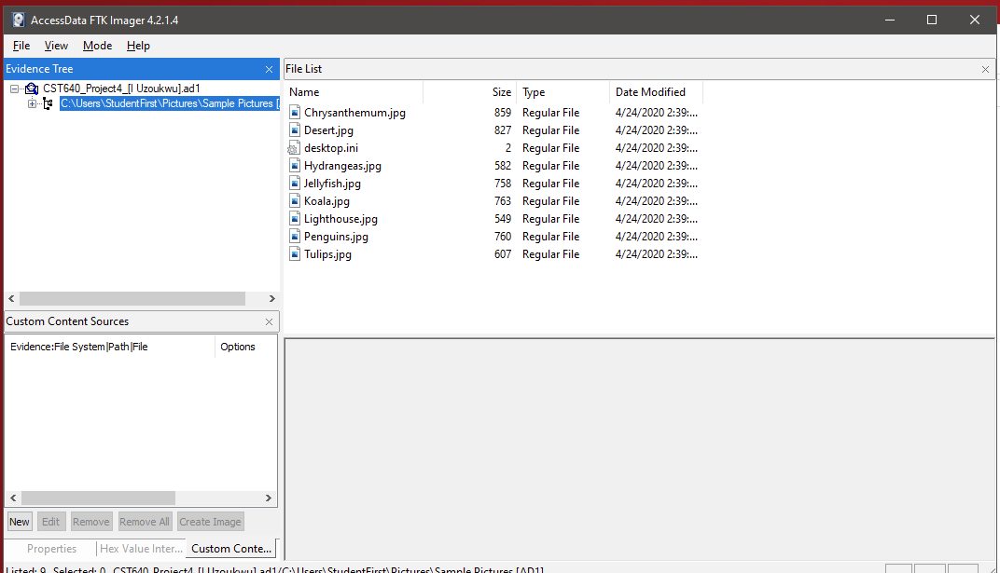 AccessData FTK Imager 4.2.1.4
File View Mode Help
Evidence Tree
CST640_Project4_[I Uzoukwu].ad1
C:\Users\StudentFirst\Pictures\Sample Pictures [
File List
Name Size Type Date Modified
Chrysanthemum.jpg 859 Regular File 4/24/2020 2:39:...
Desert.jpg 827 Regular File 4/24/2020 2:39:...
desktop.ini 2 Regular File 4/24/2020 2:39:...
Hydrangeas.jpg 582 Regular File 4/24/2020 2:39:...
Jellyfish.jpg 758 Regular File 4/24/2020 2:39:...
Koala.jpg 763 Regular File 4/24/2020 2:39:...
Lighthouse.jpg 549 Regular File 4/24/2020 2:39:...
Penguins.jpg 760 Regular File 4/24/2020 2:39:...
Tulips.jpg 607 Regular File 4/24/2020 2:39:...
Custom Content Sources
Evidence:File System|Path|File Options
New Edit Remove Remove All Create Image
Properties Hex Value Inter... Custom Conte...
Listed: 9 Selected: 0 CST640_Project4_[I Uzoukwu].ad1/C:\Users\StudentFirst\Pictures\Sample Pictures [AD1]